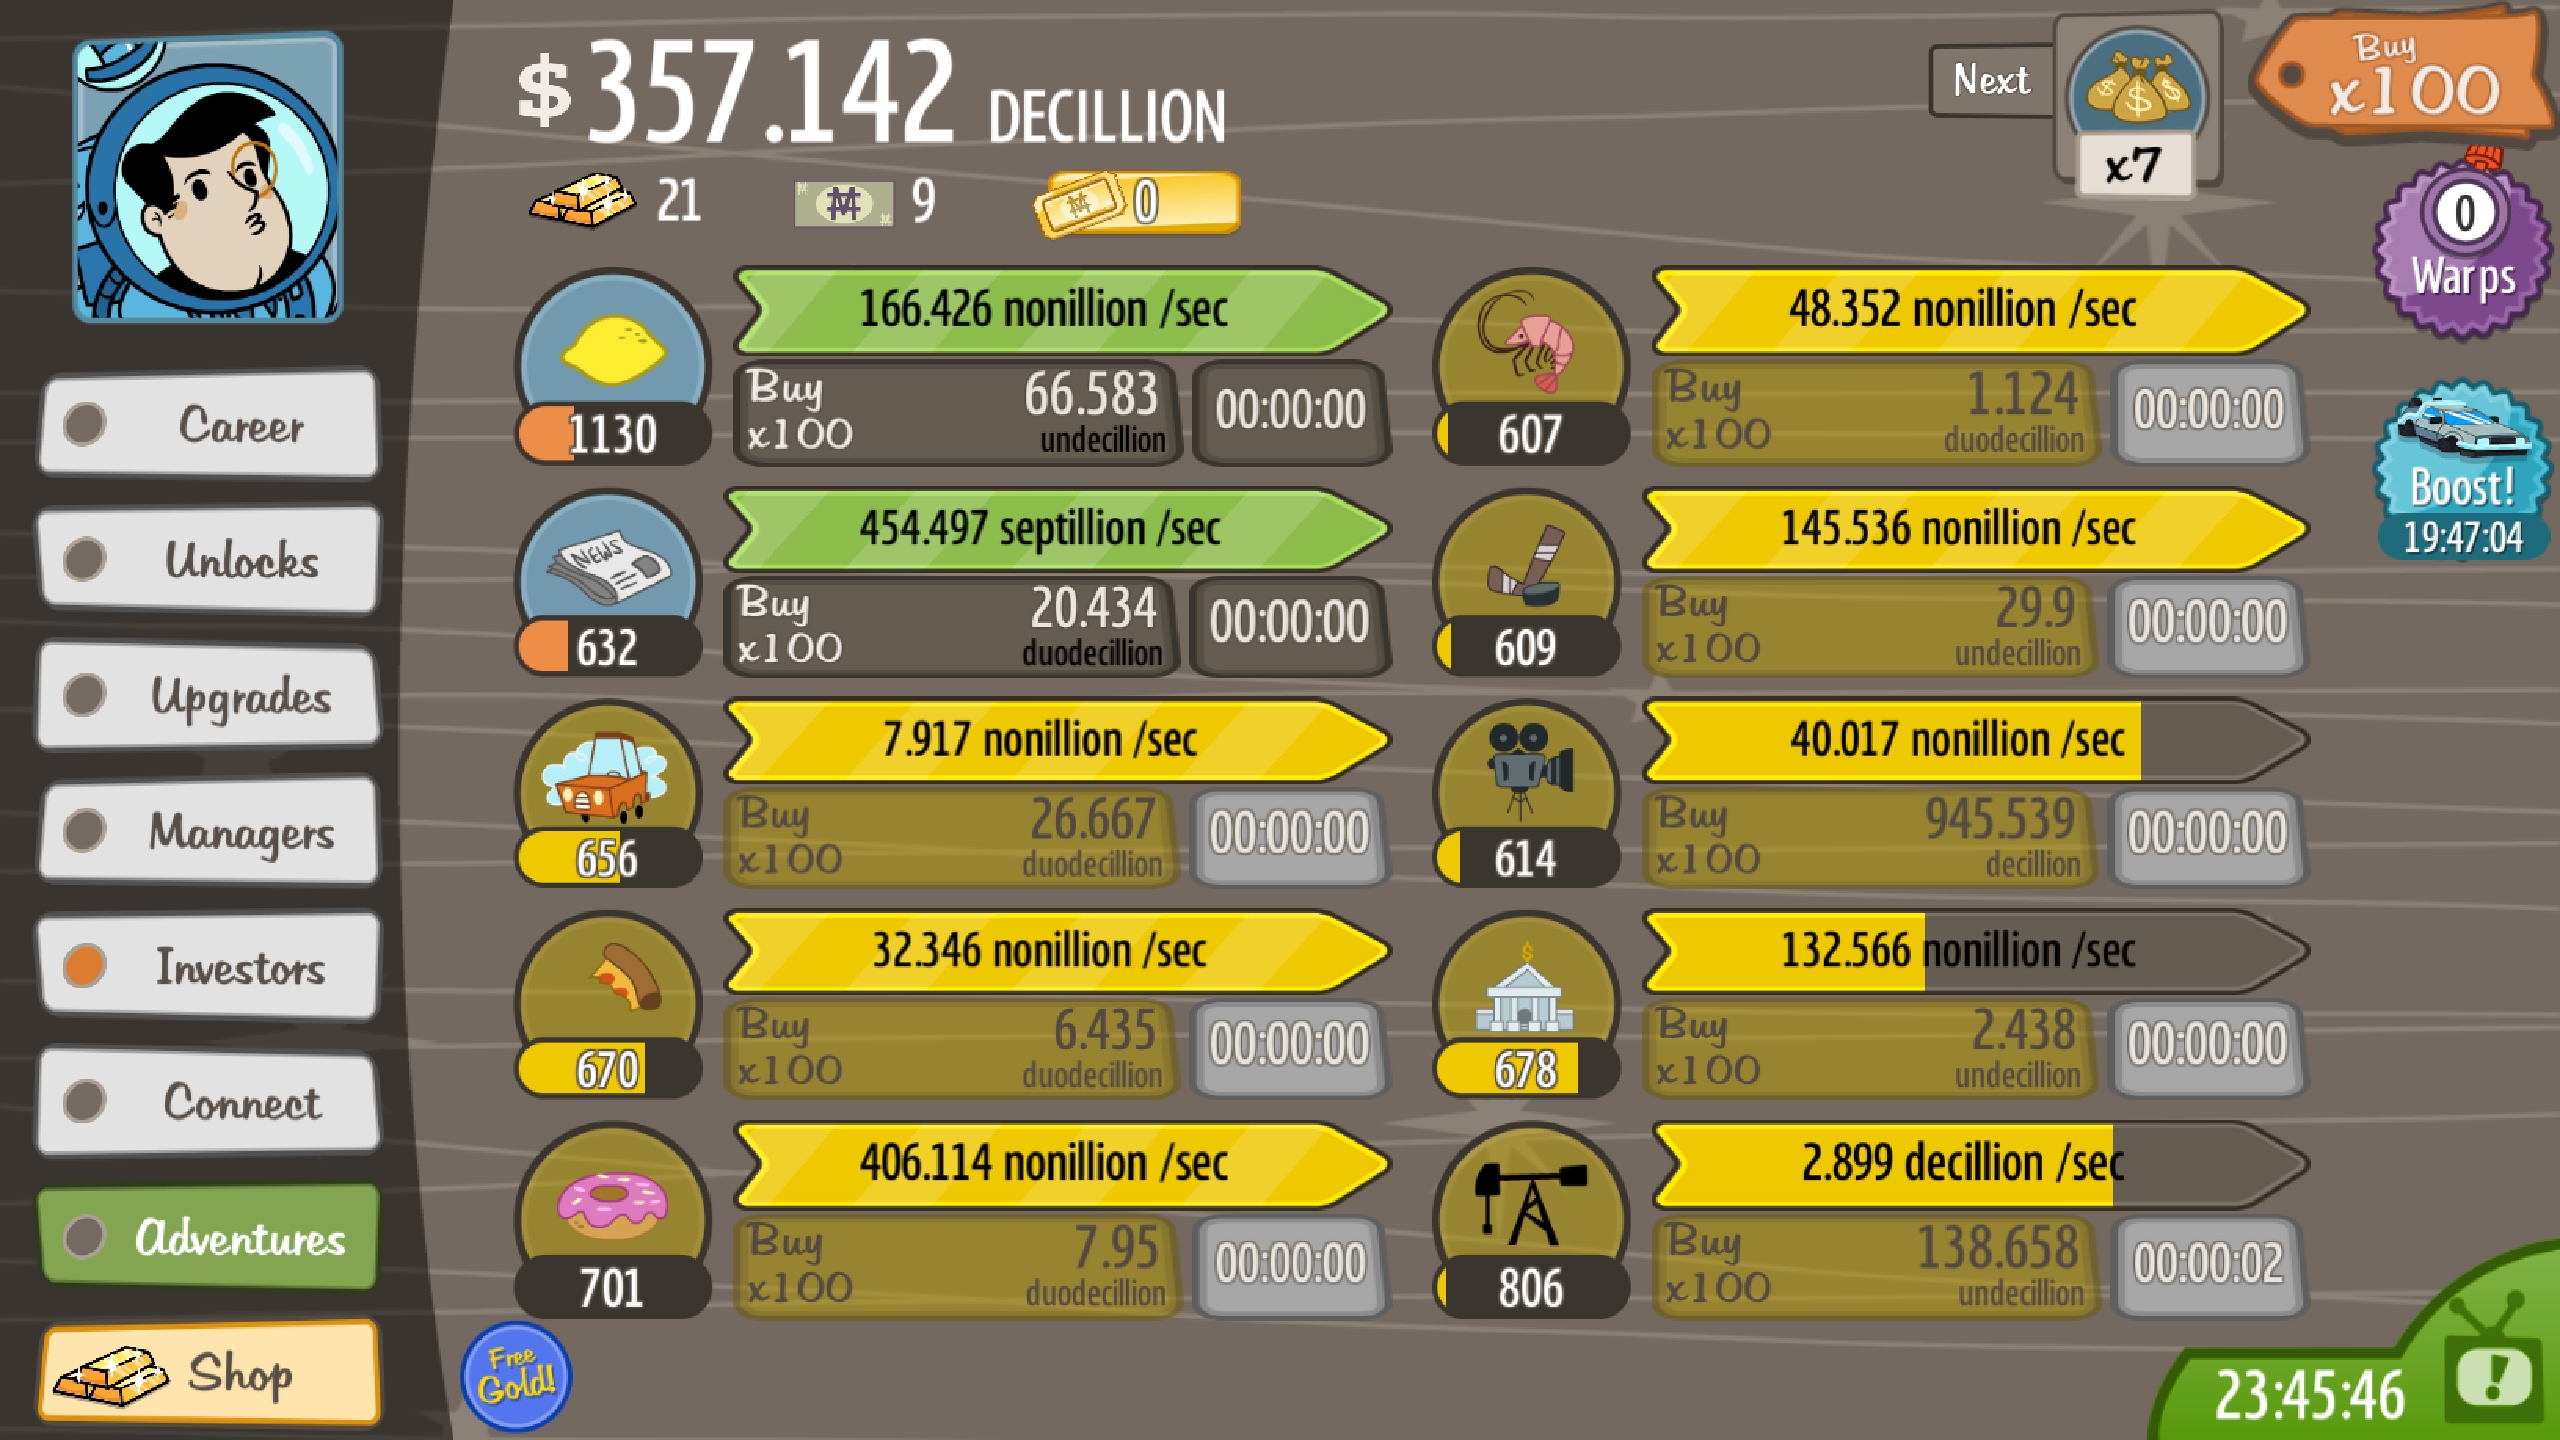 $ 357.142 DECILLION
21 9 0
Next
x7
Buy
x100
0
Warps
Boost!
19:47:04
Career
Unlocks
Upgrades
Managers
Investors
Connect
Adventures
Shop
166.426 nonillion /sec
1130
Buy
x100
66.583
undecillion
00:00:00
48.352 nonillion /sec
607
Buy
x100
1.124
duodecillion
00:00:00
NEWS
454.497 septillion /sec
632
Buy
x100
20.434
duodecillion
00:00:00
145.536 nonillion /sec
609
Buy
x100
29.9
undecillion
00:00:00
7.917 nonillion /sec
656
Buy
x100
26.667
duodecillion
00:00:00
40.017 nonillion /sec
614
Buy
x100
945.539
decillion
00:00:00
32.346 nonillion /sec
670
Buy
x100
6.435
duodecillion
00:00:00
132.566 nonillion /sec
678
Buy
x100
2.438
undecillion
00:00:00
406.114 nonillion /sec
701
Buy
x100
7.95
duodecillion
00:00:00
2.899 decillion /sec
806
Buy
x100
138.658
undecillion
00:00:02
Free
Gold!
23:45:46
!